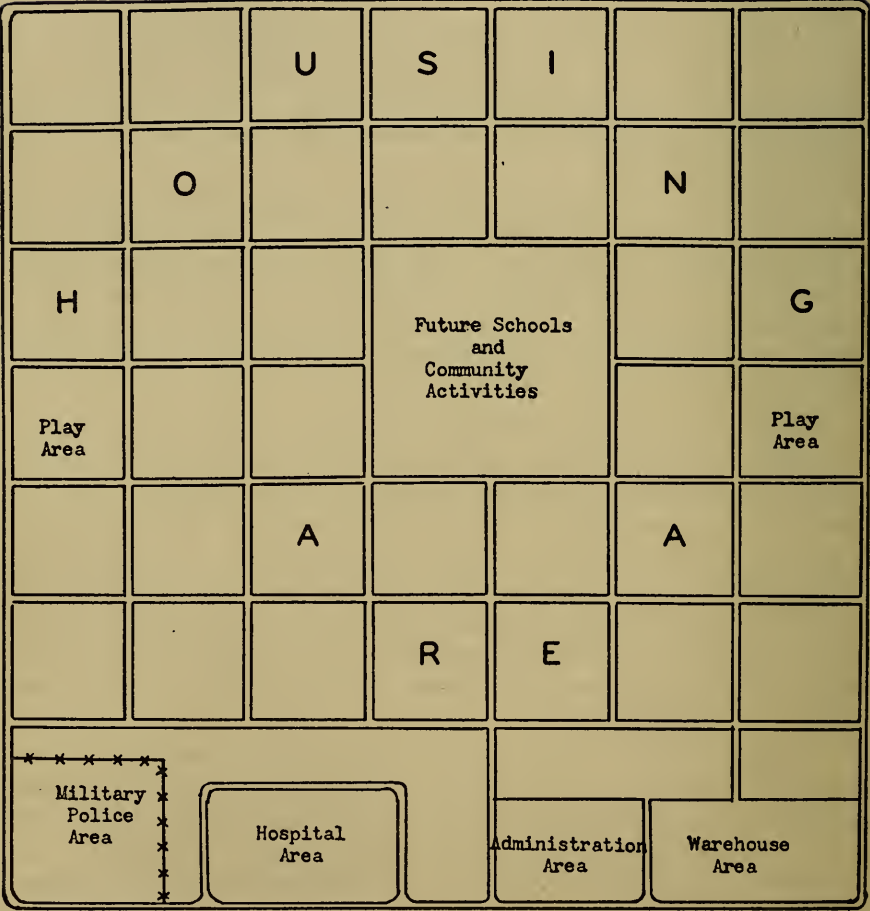 U S I
O N
H G
Future Schools
and
Community
Activities
Play
Area
Play
Area
A A
R E
Military
Police
Area
Hospital
Area
Administration
Area
Warehouse
Area